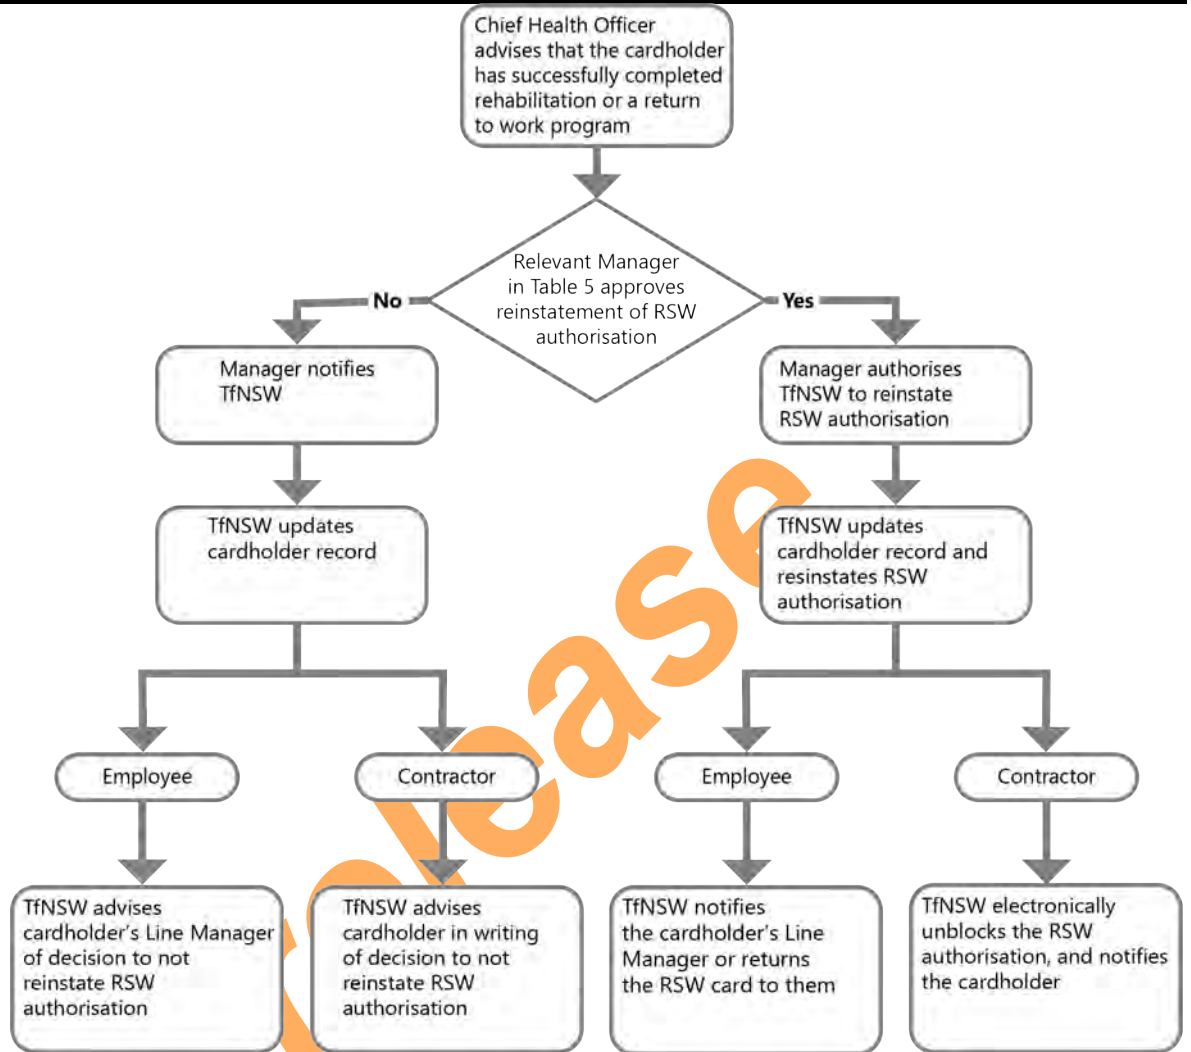 Chief Health Officer
advises that the cardholder
has successfully completed
rehabilitation or a return
to work program
Relevant Manager
in Table 5 approves
reinstatement of RSW
authorisation
No
Yes
Manager notifies
TfNSW
Manager authorises
TfNSW to reinstate
RSW authorisation
TfNSW updates
cardholder record
TfNSW updates
cardholder record and
resinstates RSW
authorisation
Employee
Contractor
Employee
Contractor
TfNSW advises
cardholder's Line Manager
of decision to not
reinstate RSW
authorisation
TfNSW advises
cardholder in writing
of decision to not
reinstate RSW
authorisation
TfNSW notifies
the cardholder's Line
Manager or returns
the RSW card to them
TfNSW electronically
unblocks the RSW
authorisation, and notifies
the cardholder
elease